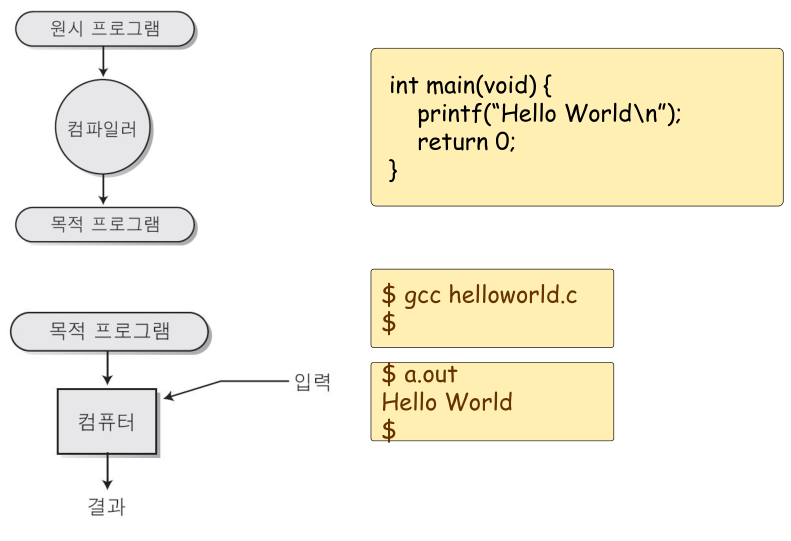 원시 프로그램
컴파일러
목적 프로그램
목적 프로그램
입력
컴퓨터
결과
int main(void) {
printf(“Hello World\n”);
return 0;
}
$ gcc helloworld.c
$
$ a.out
Hello World
$